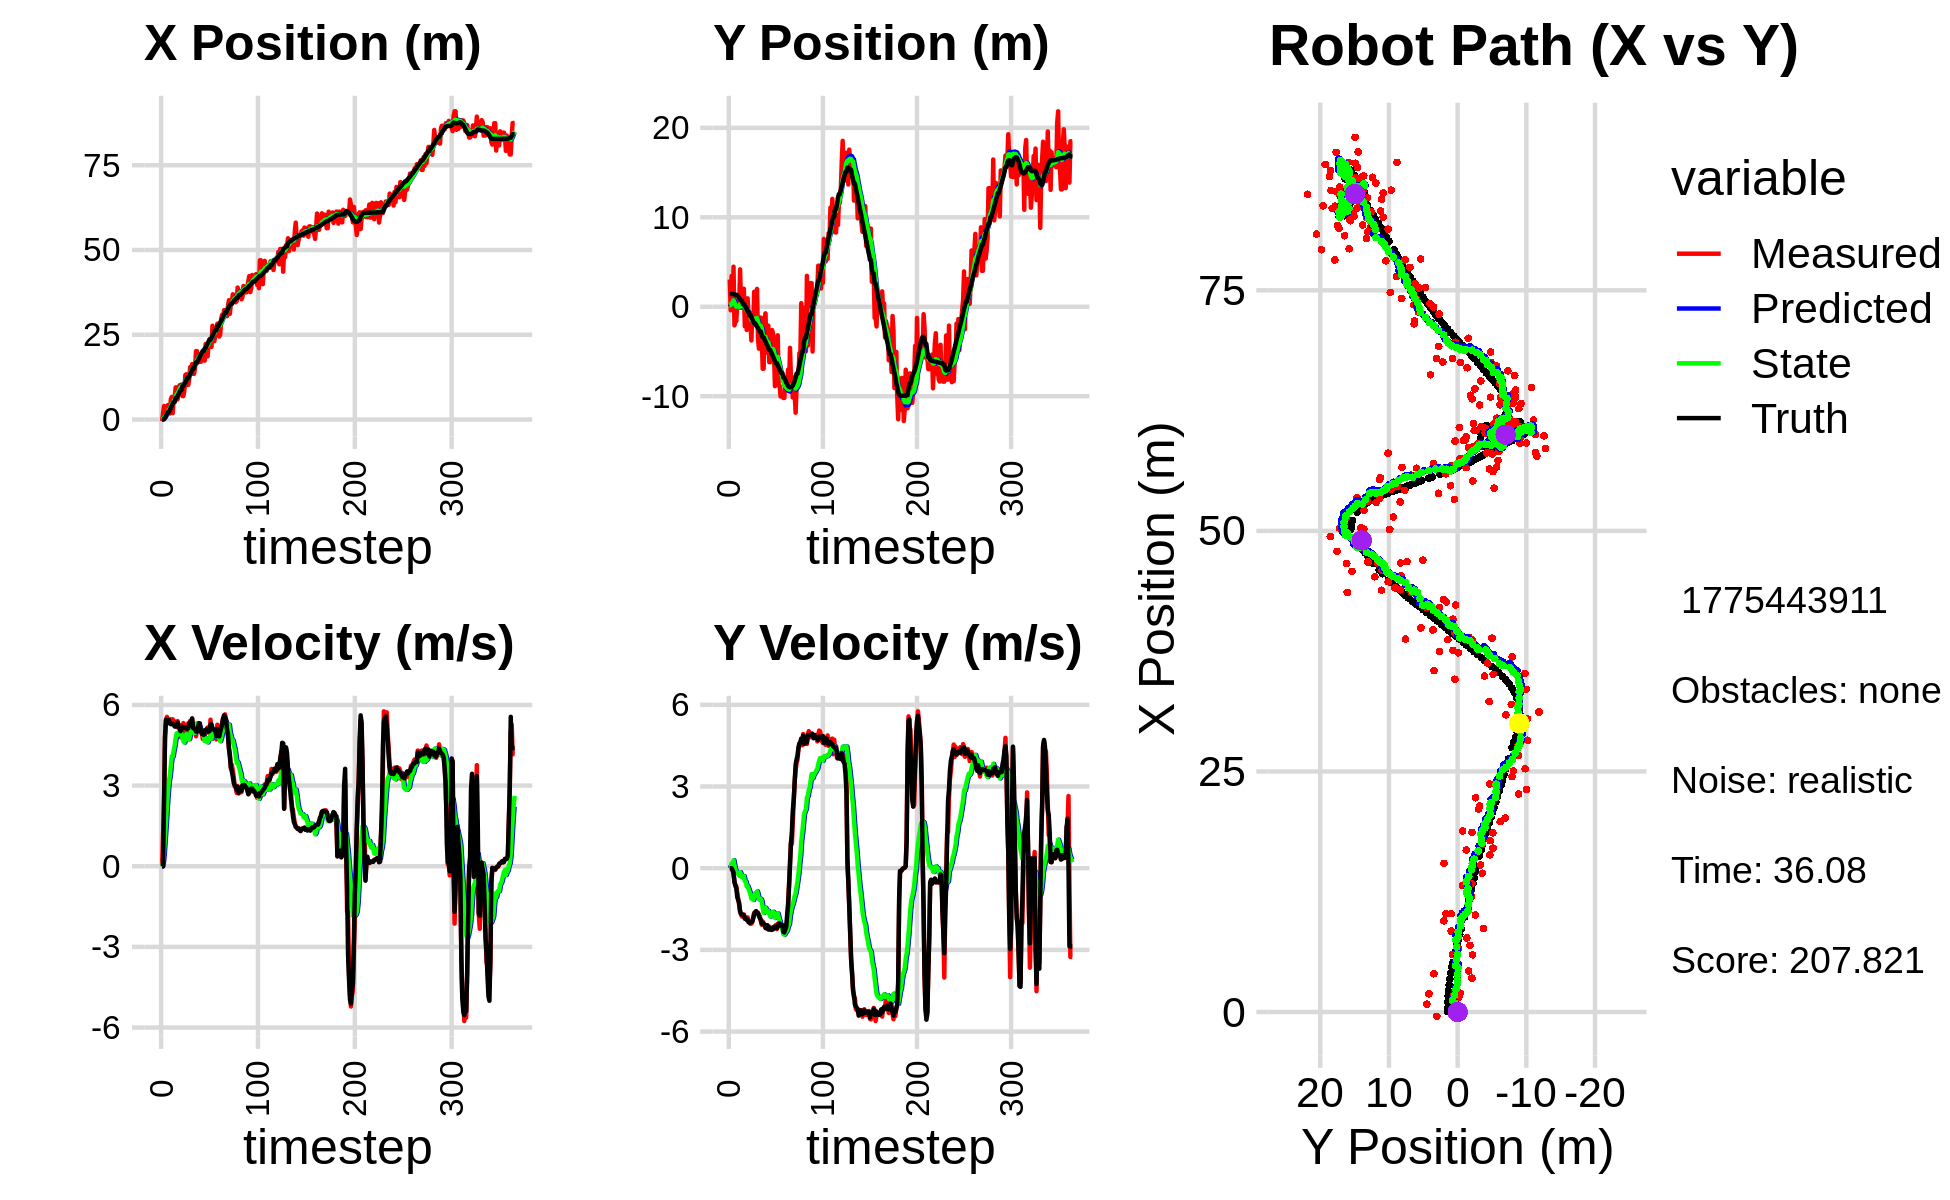 X Position (m)
75
50
25
0
0
100
200
300
timestep
Y Position (m)
20
10
0
-10
0
100
200
300
timestep
X Velocity (m/s)
6
3
0
-3
-6
0
100
200
300
timestep
Y Velocity (m/s)
6
3
0
-3
-6
0
100
200
300
timestep
Robot Path (X vs Y)
X Position (m)
75
50
25
0
20 10 0 -10 -20
Y Position (m)
variable
Measured
Predicted
State
Truth
1775443911
Obstacles: none
Noise: realistic
Time: 36.08
Score: 207.821